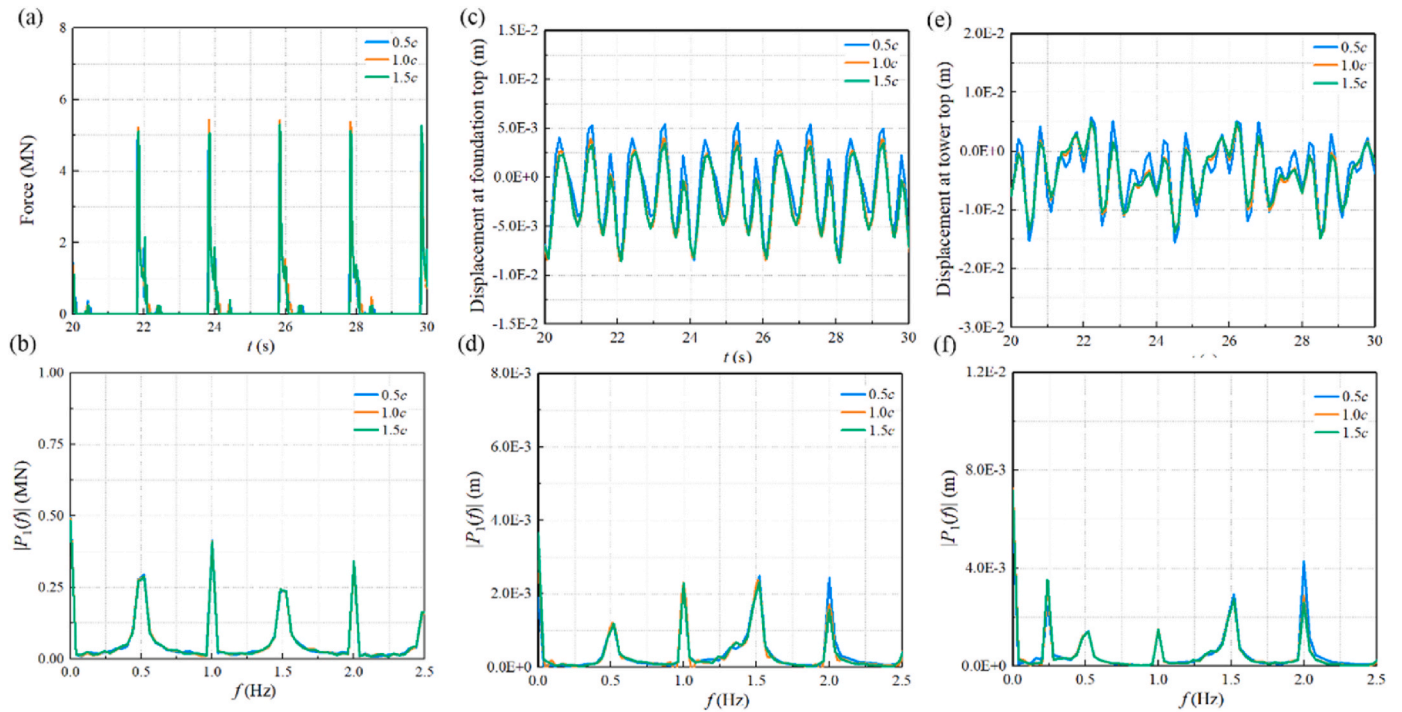 (a)
Force (MN)
8
6
4
2
0
0.5c
1.0c
1.5c
20 22 24 26 28 30
t (s)
(b)
|P1(f)| (MN)
1.00
0.75
0.50
0.25
0.00
0.5c
1.0c
1.5c
0.0 0.5 1.0 1.5 2.0 2.5
f (Hz)
(c)
Displacement at foundation top (m)
1.5E-2
1.0E-2
5.0E-3
0.0E+0
-5.0E-3
-1.0E-2
-1.5E-2
0.5c
1.0c
1.5c
20 22 24 26 28 30
t (s)
(d)
|P1(f)| (m)
8.0E-3
6.0E-3
4.0E-3
2.0E-3
0.0E+0
0.5c
1.0c
1.5c
0.0 0.5 1.0 1.5 2.0 2.5
f (Hz)
(e)
Displacement at tower top (m)
2.0E-2
1.0E-2
0.0E+0
-1.0E-2
-2.0E-2
-3.0E-2
0.5c
1.0c
1.5c
20 22 24 26 28 30
(f)
|P1(f)| (m)
1.2E-2
8.0E-3
4.0E-3
0.0E+0
0.5c
1.0c
1.5c
0.0 0.5 1.0 1.5 2.0 2.5
f (Hz)